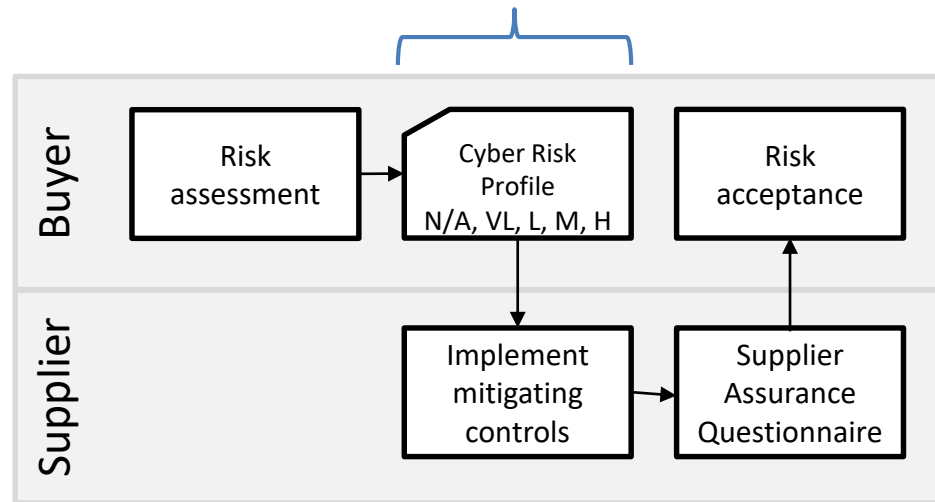 Buyer
Risk
assessment
Cyber Risk
Profile
N/A, VL, L, M, H
Risk
acceptance
Supplier
Implement
mitigating
controls
Supplier
Assurance
Questionnaire